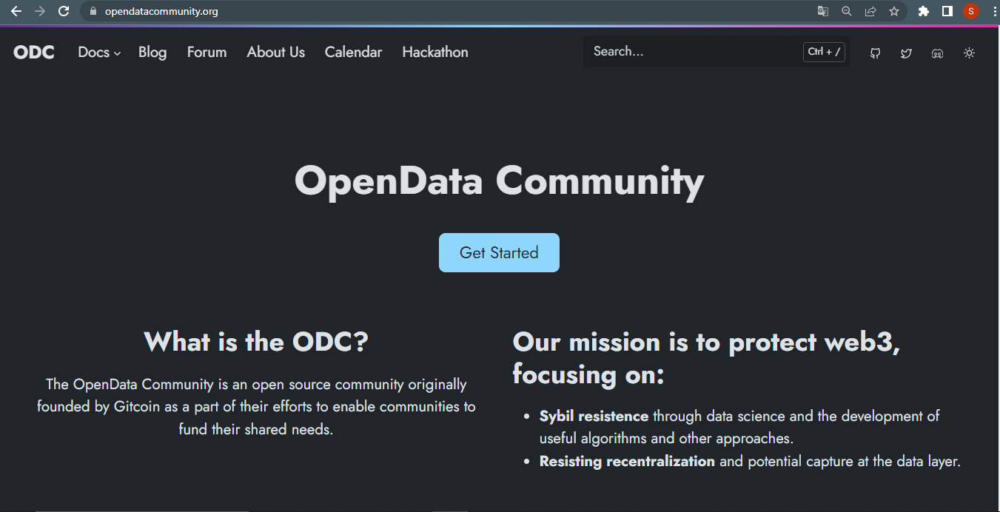 opendatacommunity.org
S
ODC Docs Blog Forum About Us Calendar Hackathon Search... Ctrl + /
OpenData Community
Get Started
What is the ODC?
The OpenData Community is an open source community originally
founded by Gitcoin as a part of their efforts to enable communities to
fund their shared needs.
Our mission is to protect web3,
focusing on:
Sybil resistence through data science and the development of
useful algorithms and other approaches.
Resisting recentralization and potential capture at the data layer.